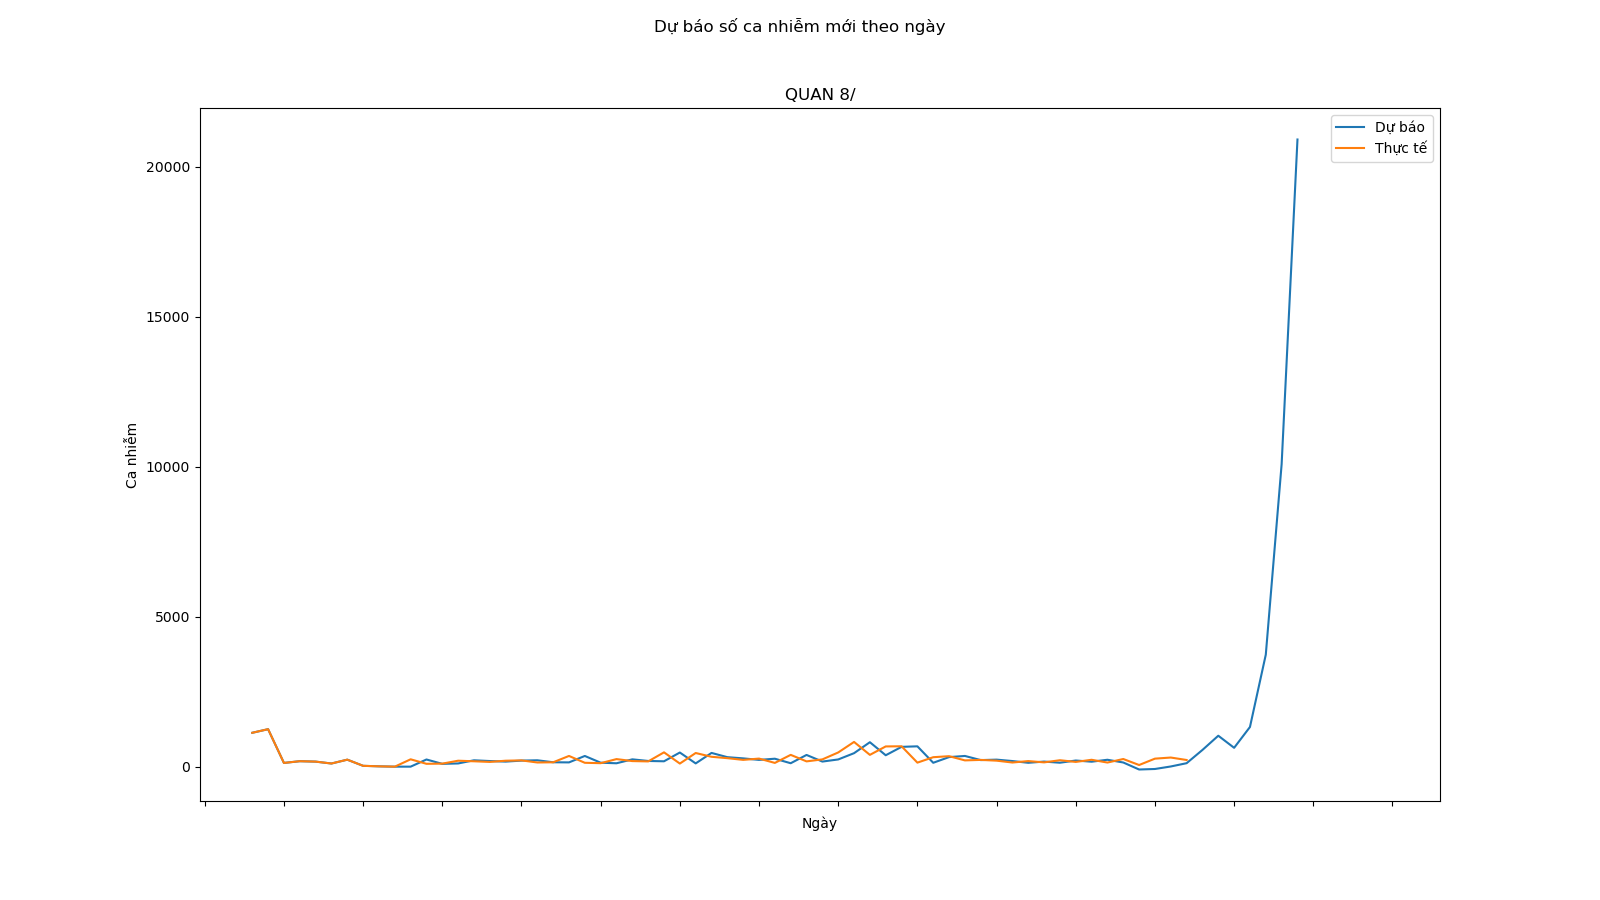 Dự báo số ca nhiễm mới theo ngày
QUAN 8/
Dự báo
Thực tế
20000
15000
10000
5000
0
Ca nhiễm
Ngày